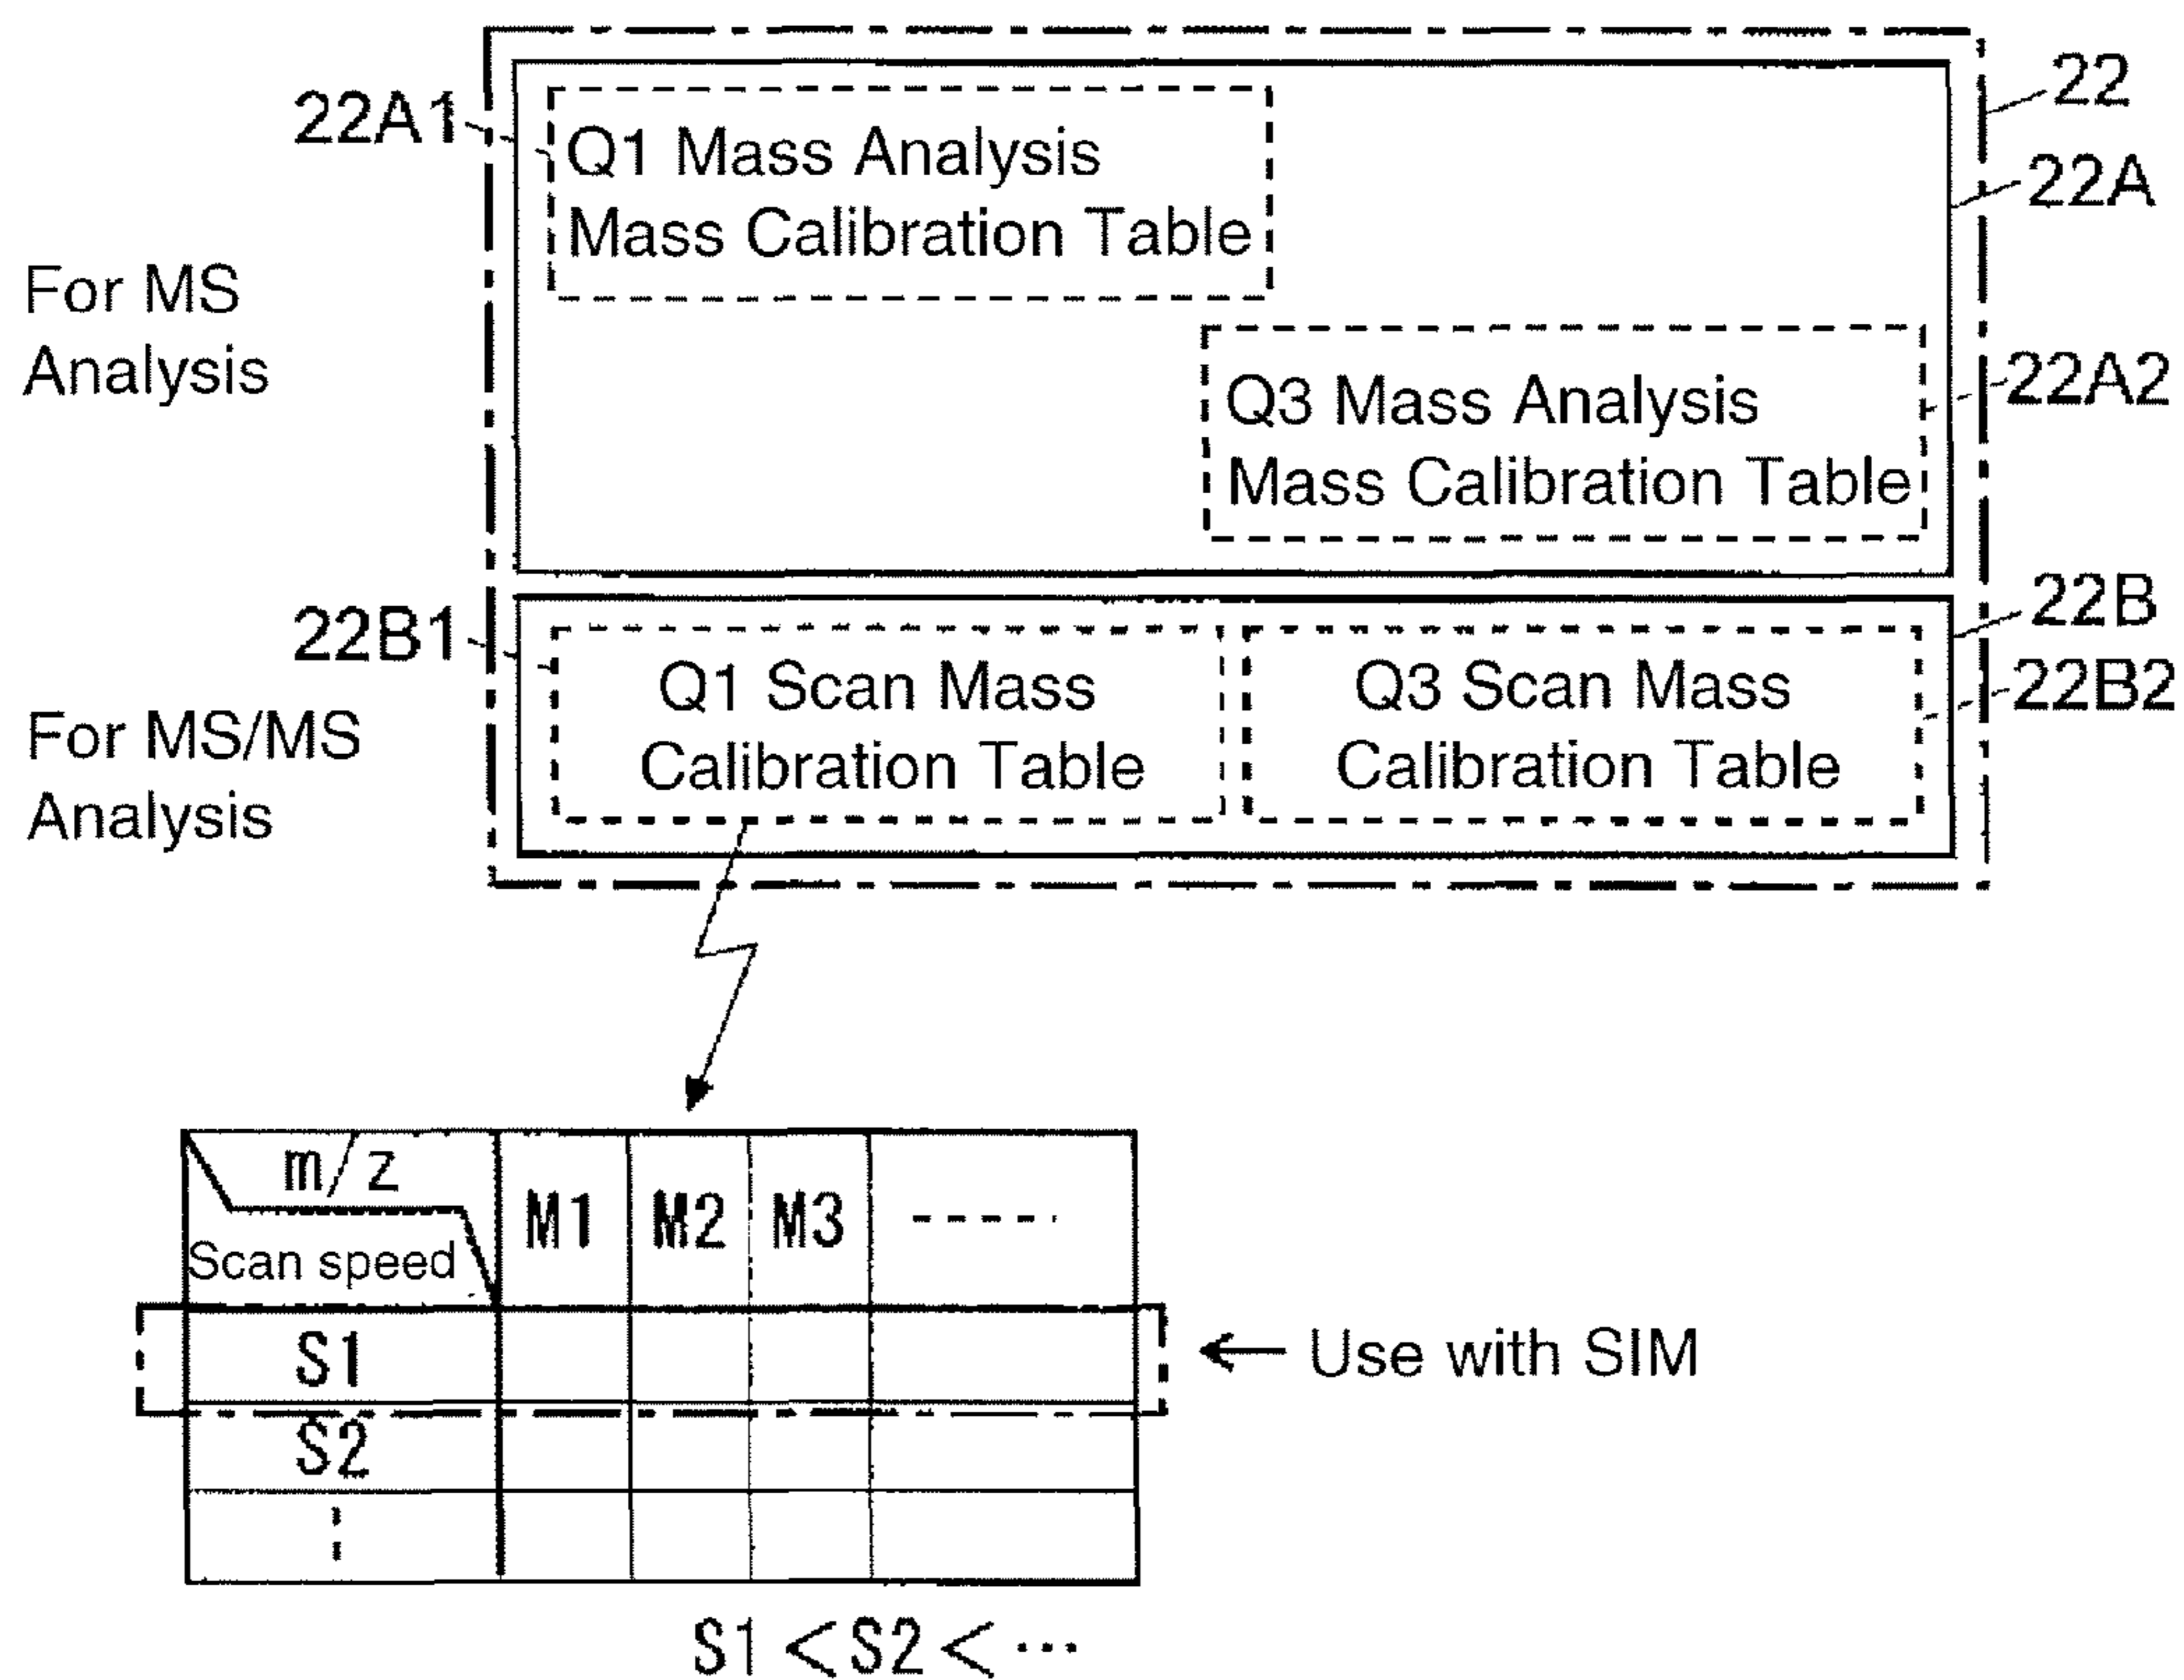 22
22A1
Q1 Mass Analysis
Mass Calibration Table
22A
For MS
Analysis
Q3 Mass Analysis
Mass Calibration Table
22A2
22B1
22B
Q1 Scan Mass
Calibration Table
Q3 Scan Mass
Calibration Table
22B2
For MS/MS
Analysis
m/z
M1 M2 M3 -----
Scan speed
S1
← Use with SIM
S2
S1 < S2 < ···